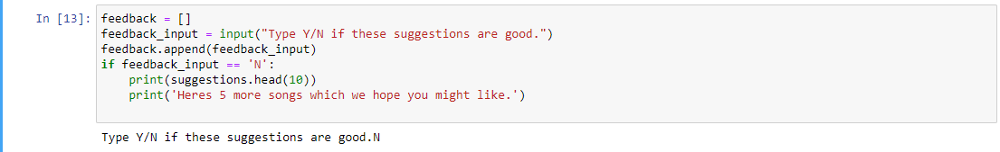 In [13]: feedback = []
feedback_input = input("Type Y/N if these suggestions are good.")
feedback.append(feedback_input)
if feedback_input == 'N':
    print(suggestions.head(10))
    print('Heres 5 more songs which we hope you might like.')
Type Y/N if these suggestions are good.N